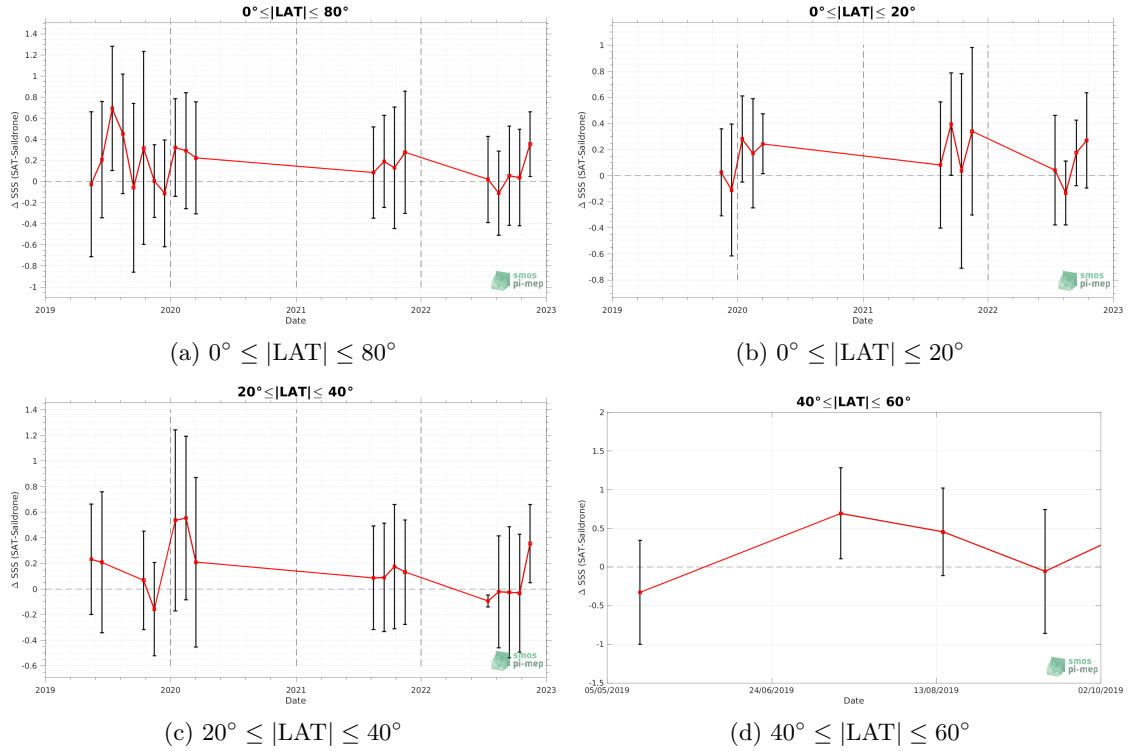 0°≤|LAT|≤ 80°
1.4
1.2
1
0.8
0.6
0.4
0.2
0
-0.2
-0.4
-0.6
-0.8
-1
Δ SSS (SAT-Saildrone)
2019
2020
2021
2022
2023
Date
smos
pi-mep
(a) 0° ≤ |LAT| ≤ 80°
0°≤|LAT|≤ 20°
1
0.8
0.6
0.4
0.2
0
-0.2
-0.4
-0.6
-0.8
Δ SSS (SAT-Saildrone)
2019
2020
2021
2022
2023
Date
smos
pi-mep
(b) 0° ≤ |LAT| ≤ 20°
20°≤|LAT|≤ 40°
1.4
1.2
1
0.8
0.6
0.4
0.2
0
-0.2
-0.4
-0.6
Δ SSS (SAT-Saildrone)
2019
2020
2021
2022
2023
Date
smos
pi-mep
(c) 20° ≤ |LAT| ≤ 40°
40°≤|LAT|≤ 60°
2
1.5
1
0.5
0
-0.5
-1
-1.5
Δ SSS (SAT-Saildrone)
05/05/2019
24/06/2019
13/08/2019
02/10/2019
Date
smos
pi-mep
(d) 40° ≤ |LAT| ≤ 60°